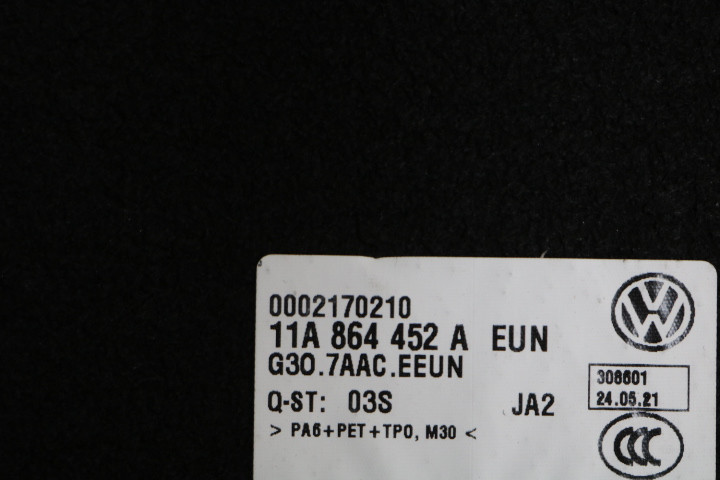 0002170210
11A 864 452 A EUN
G30.7AAC.EEUN
Q-ST: 03S JA2
> PA6+PET+TPO, M30 <
308601
24.05.21
CCC